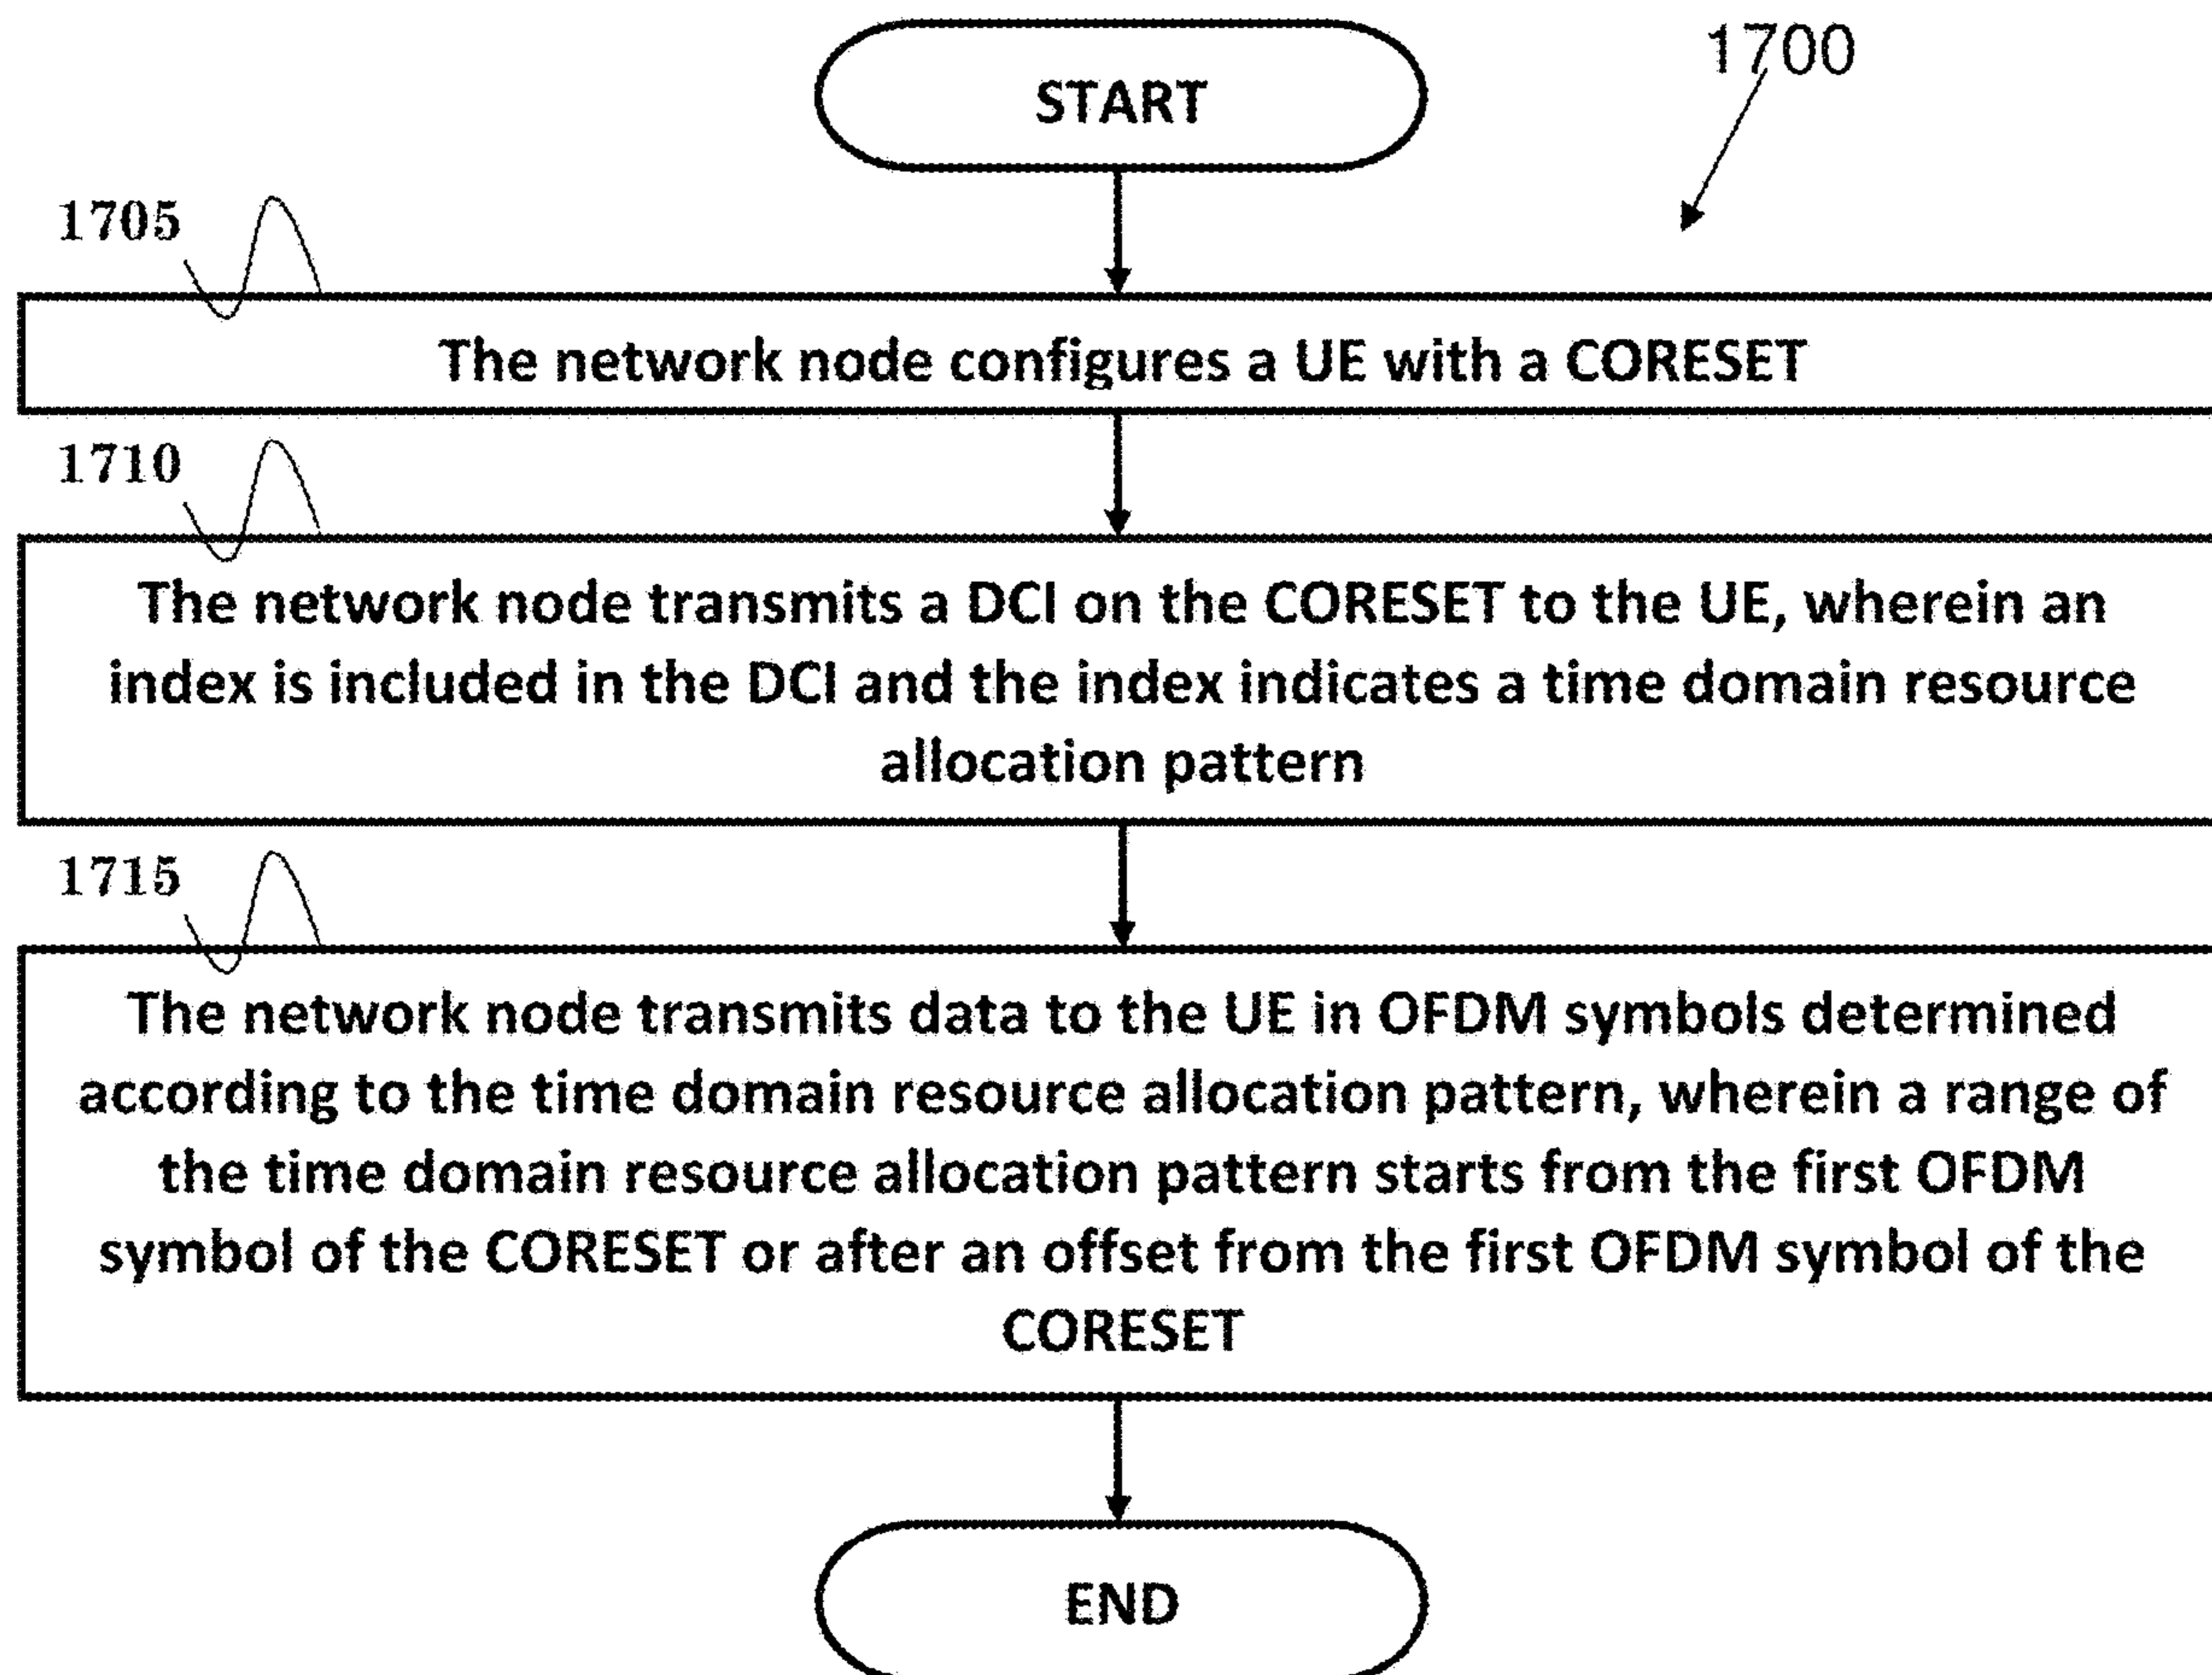 START
1700
1705
The network node configures a UE with a CORESET
1710
The network node transmits a DCI on the CORESET to the UE, wherein an
index is included in the DCI and the index indicates a time domain resource
allocation pattern
1715
The network node transmits data to the UE in OFDM symbols determined
according to the time domain resource allocation pattern, wherein a range of
the time domain resource allocation pattern starts from the first OFDM
symbol of the CORESET or after an offset from the first OFDM symbol of the
CORESET
END